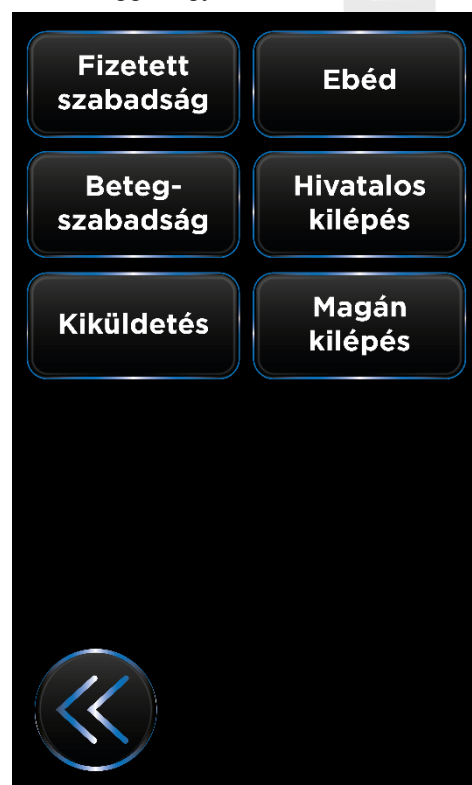 Fizetett
szabadság
Ebéd
Beteg-
szabadság
Hivatalos
kilépés
Kiküldetés
Magán
kilépés